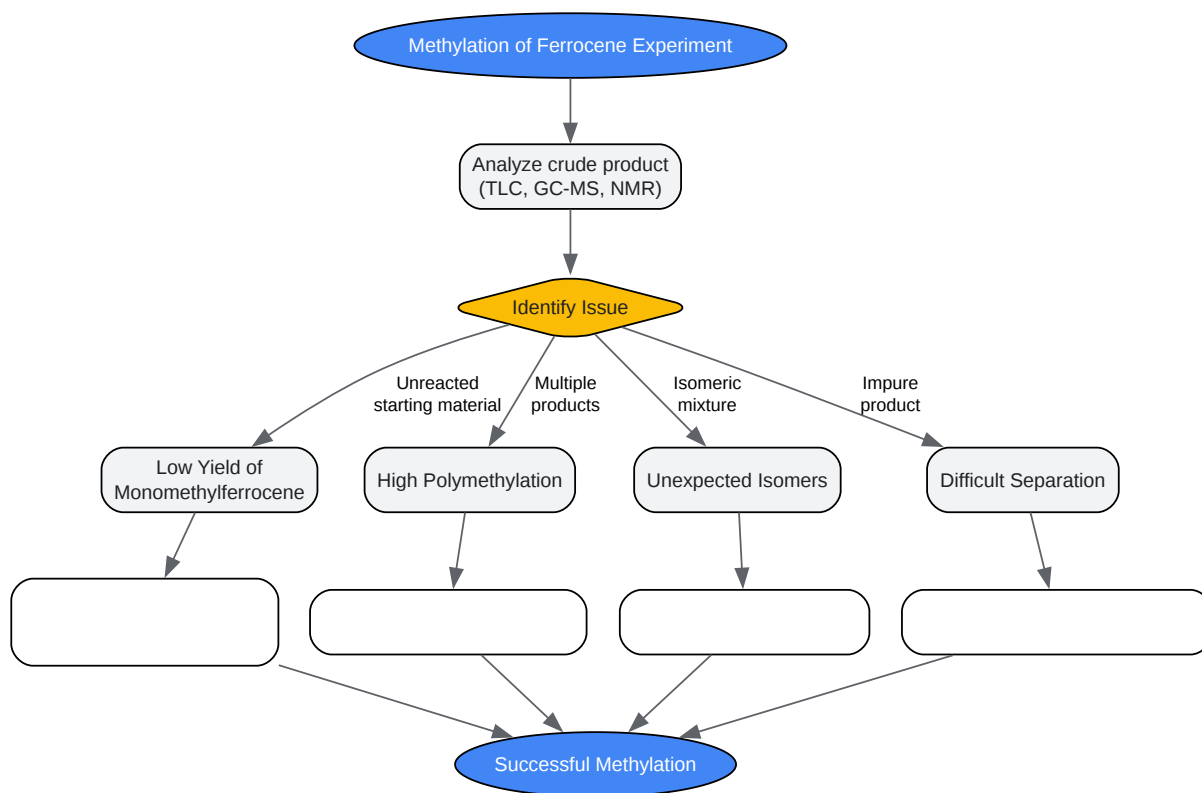 Methylation of Ferrocene Experiment
Analyze crude product
(TLC, GC-MS, NMR)
Identify Issue
Unreacted
starting material
Multiple
products
Isomeric
mixture
Impure
product
Low Yield of
Monomethylferrocene
High Polymethylation
Unexpected Isomers
Difficult Separation
Successful Methylation